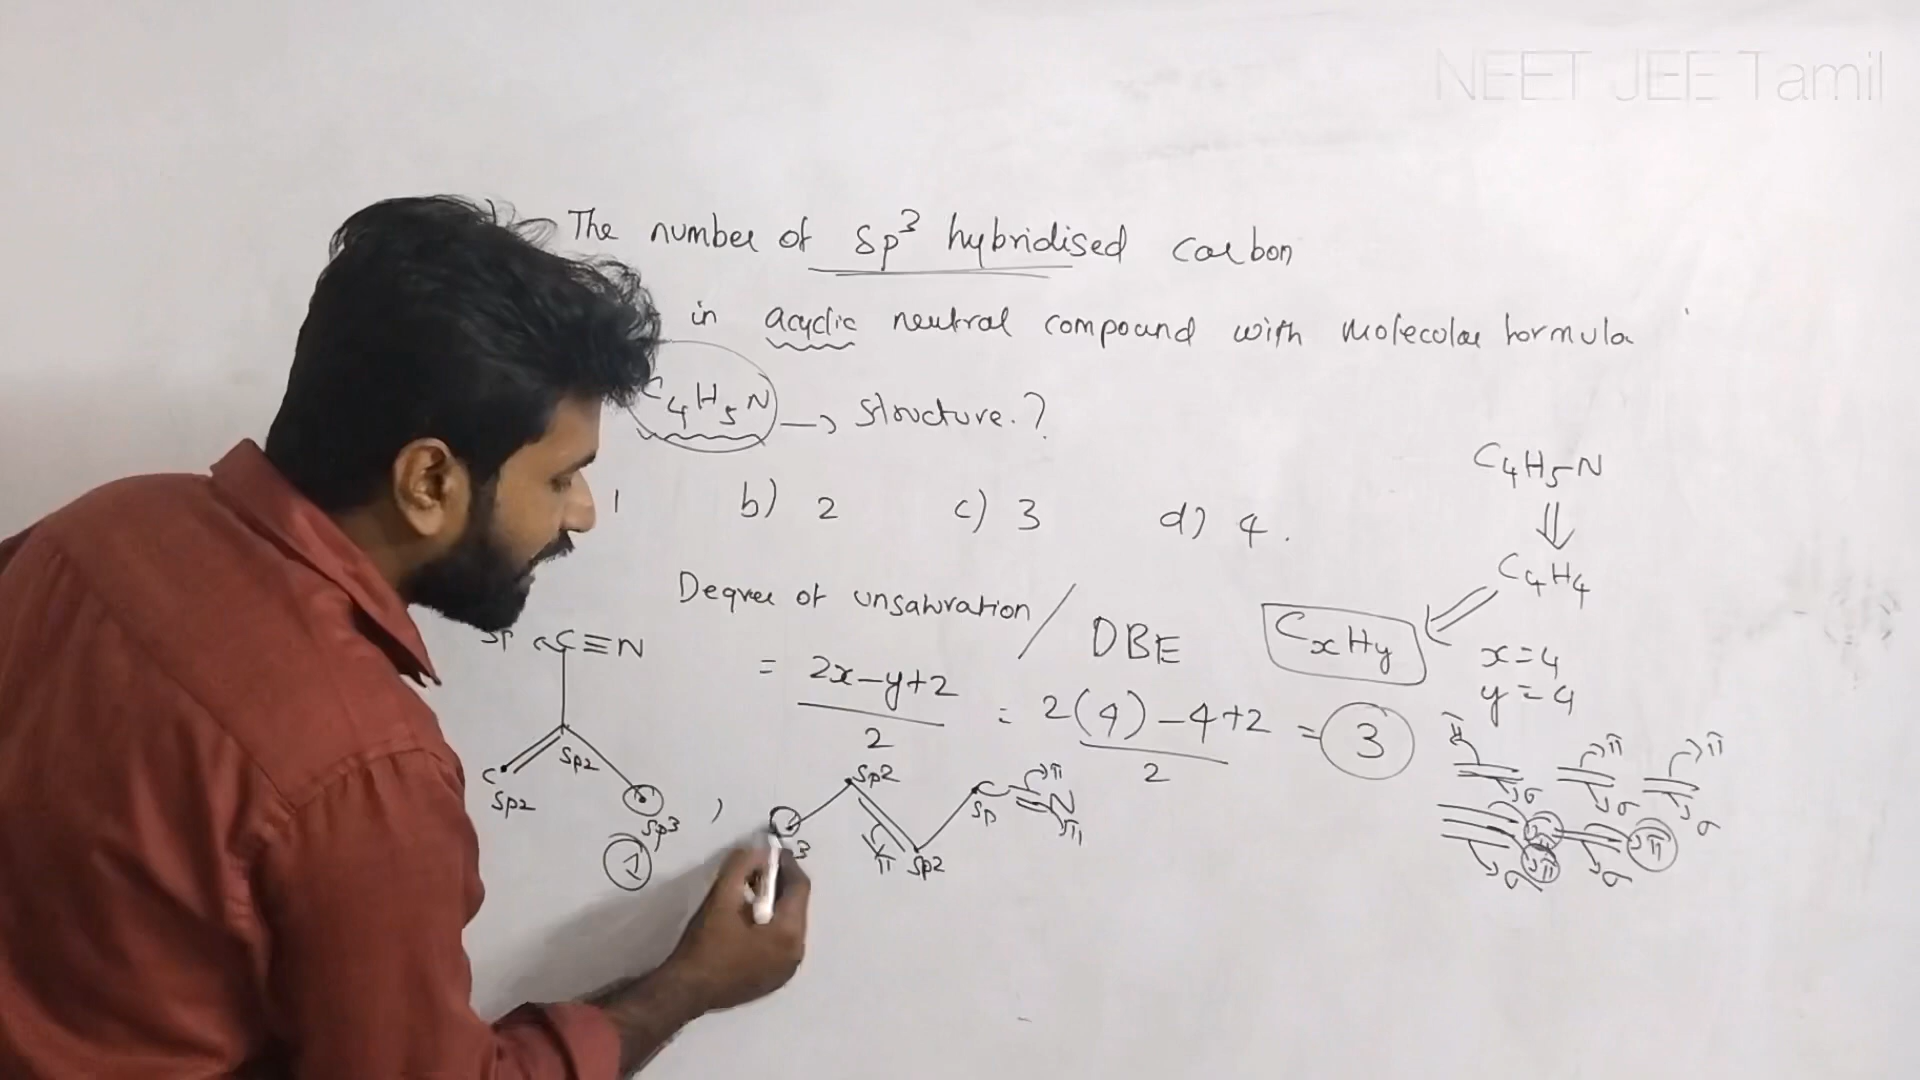 NEET JEE Tamil
The number of sp³ hybridised carbon
in acyclic neutral compound with molecular formula
C₄H₅N → structure.?
1 b) 2 c) 3 d) 4.
C₄H₅N
⇓
C₄H₄
CₓHy
x=4
y=4
Degree of unsaturation / DBE
= 2x-y+2 / 2 = 2(4)-4+2 / 2 = 3
sp C≡N
sp2
C
sp2
sp3
1
,
3
sp2
π
sp2
C
sp
N
π
π
π π π
σ σ σ
π π π
σ σ